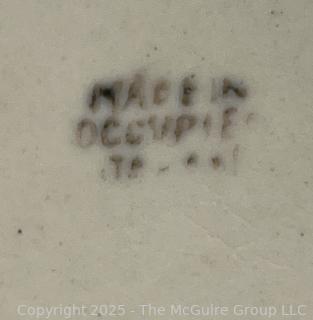 MADE IN
OCCUPIED
Copyright 2025 - The McGuire Group LLC